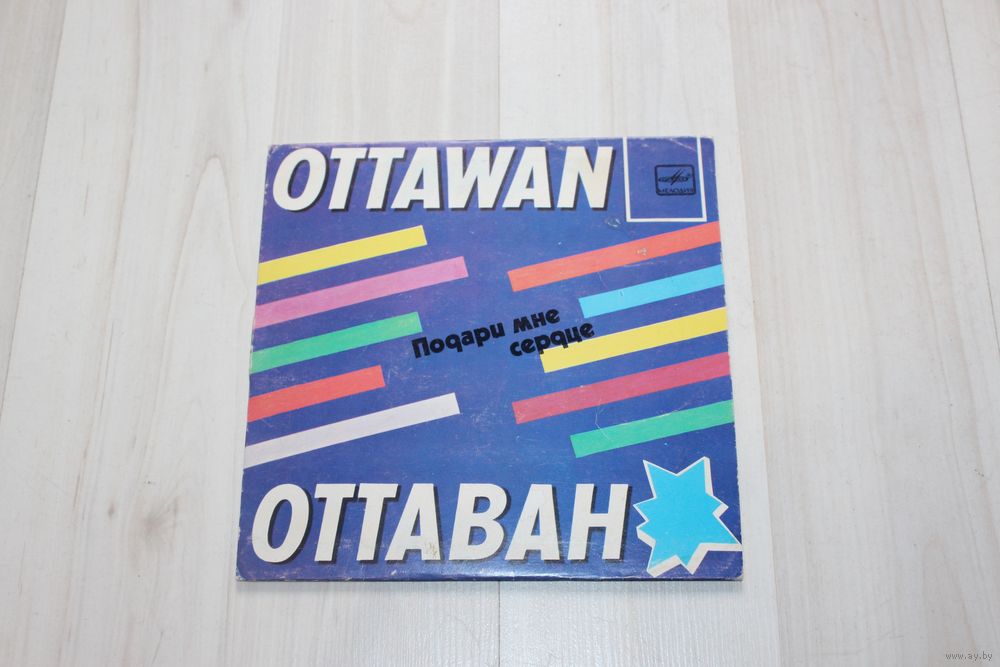 OTTAWAN
МЕЛОДИЯ
Подари мне
сердце
ОТТАВАН
www.ay.by